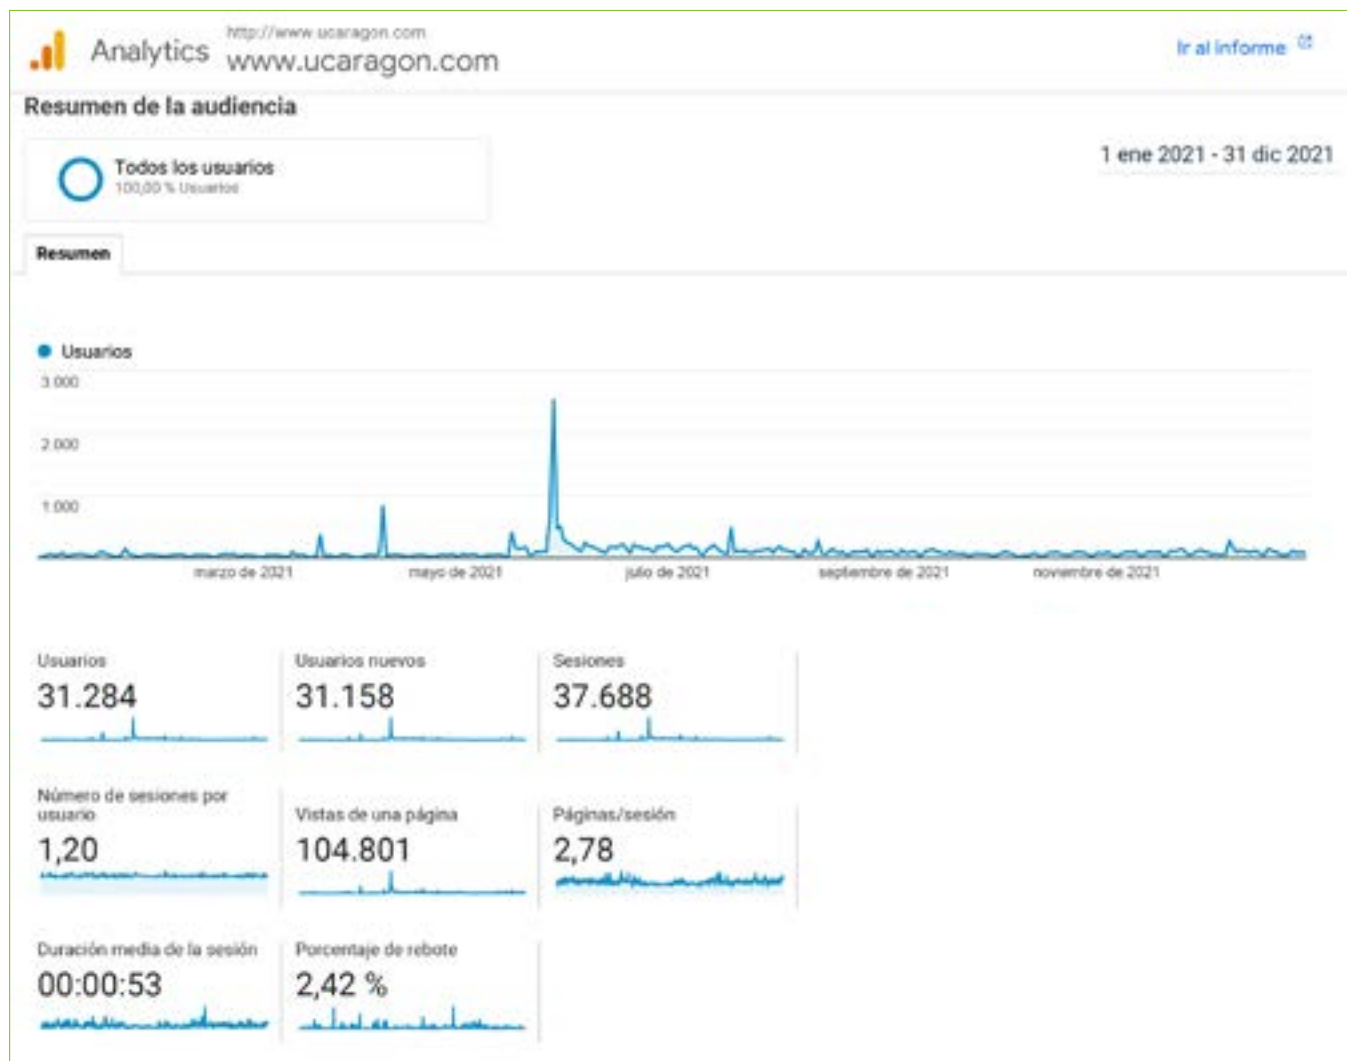 Analytics
http://www.ucaragon.com
www.ucaragon.com
Ir al informe
Resumen de la audiencia
Todos los usuarios
100,00 % Usuarios
1 ene 2021 - 31 dic 2021
Resumen
Usuarios
3.000
2.000
1.000
marzo de 2021
mayo de 2021
julio de 2021
septiembre de 2021
noviembre de 2021
Usuarios
31.284
Usuarios nuevos
31.158
Sesiones
37.688
Número de sesiones por
usuario
1,20
Vistas de una página
104.801
Páginas/sesión
2,78
Duración media de la sesión
00:00:53
Porcentaje de rebote
2,42 %